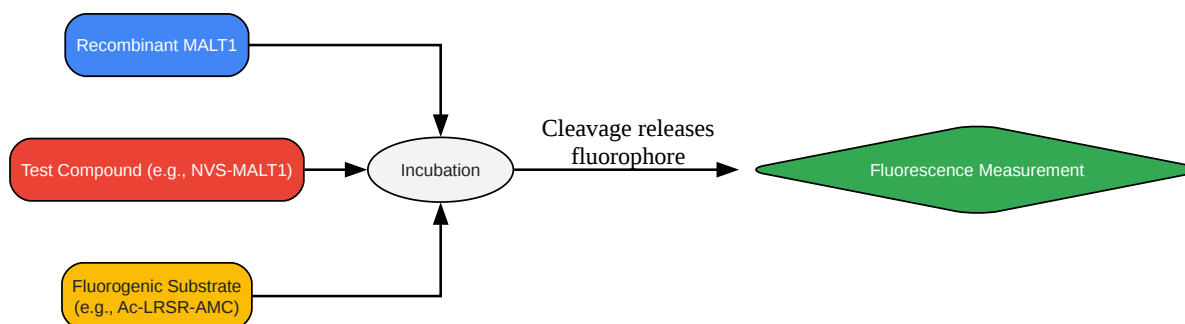 Recombinant MALT1
Test Compound (e.g., NVS-MALT1)
Fluorogenic Substrate
(e.g., Ac-LRSR-AMC)
Incubation
Cleavage releases
fluorophore
Fluorescence Measurement